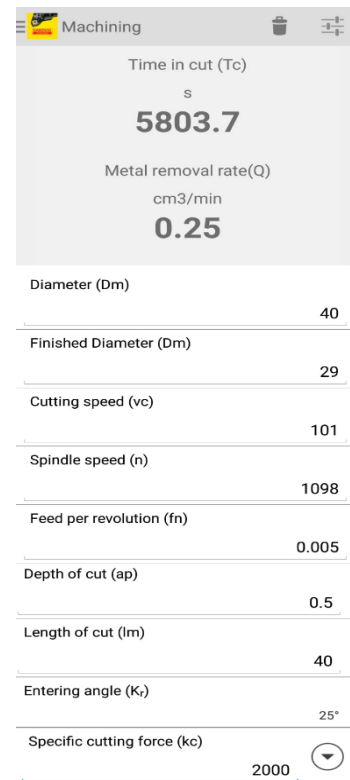 Machining
Time in cut (Tc)
s
5803.7
Metal removal rate(Q)
cm3/min
0.25
Diameter (Dm)
40
Finished Diameter (Dm)
29
Cutting speed (vc)
101
Spindle speed (n)
1098
Feed per revolution (fn)
0.005
Depth of cut (ap)
0.5
Length of cut (lm)
40
Entering angle (Kᵣ)
25°
Specific cutting force (kc)
2000